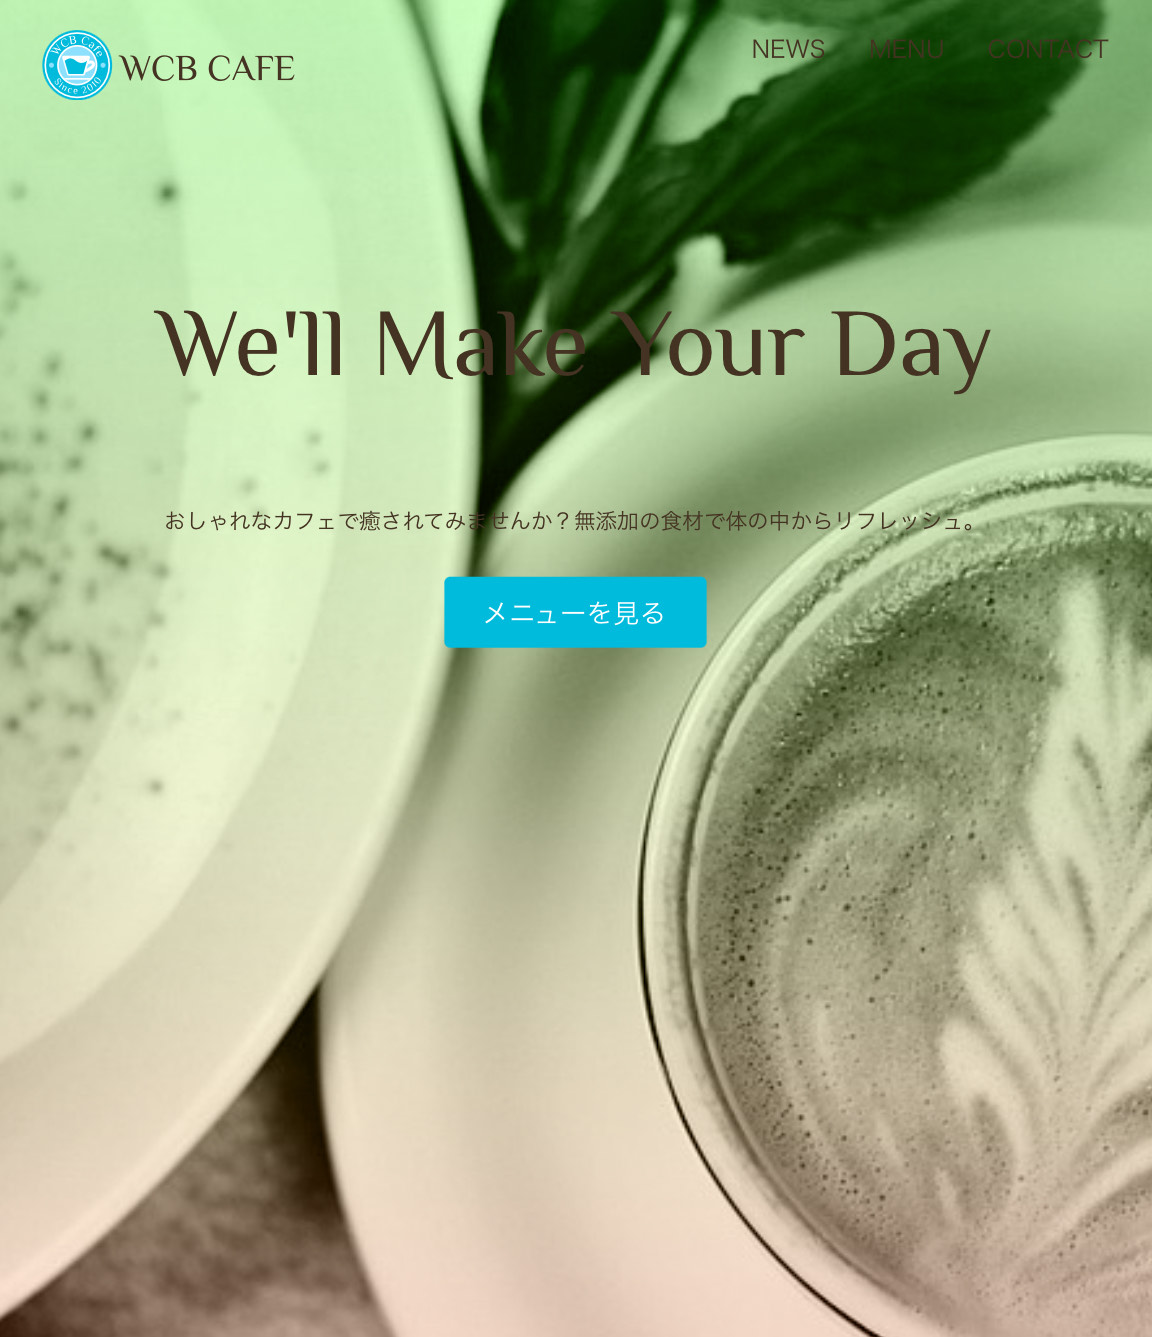 WCB Cafe
Since 2010
WCB CAFE
NEWS MENU CONTACT
We'll Make Your Day
おしゃれなカフェで癒されてみませんか？無添加の食材で体の中からリフレッシュ。
メニューを見る